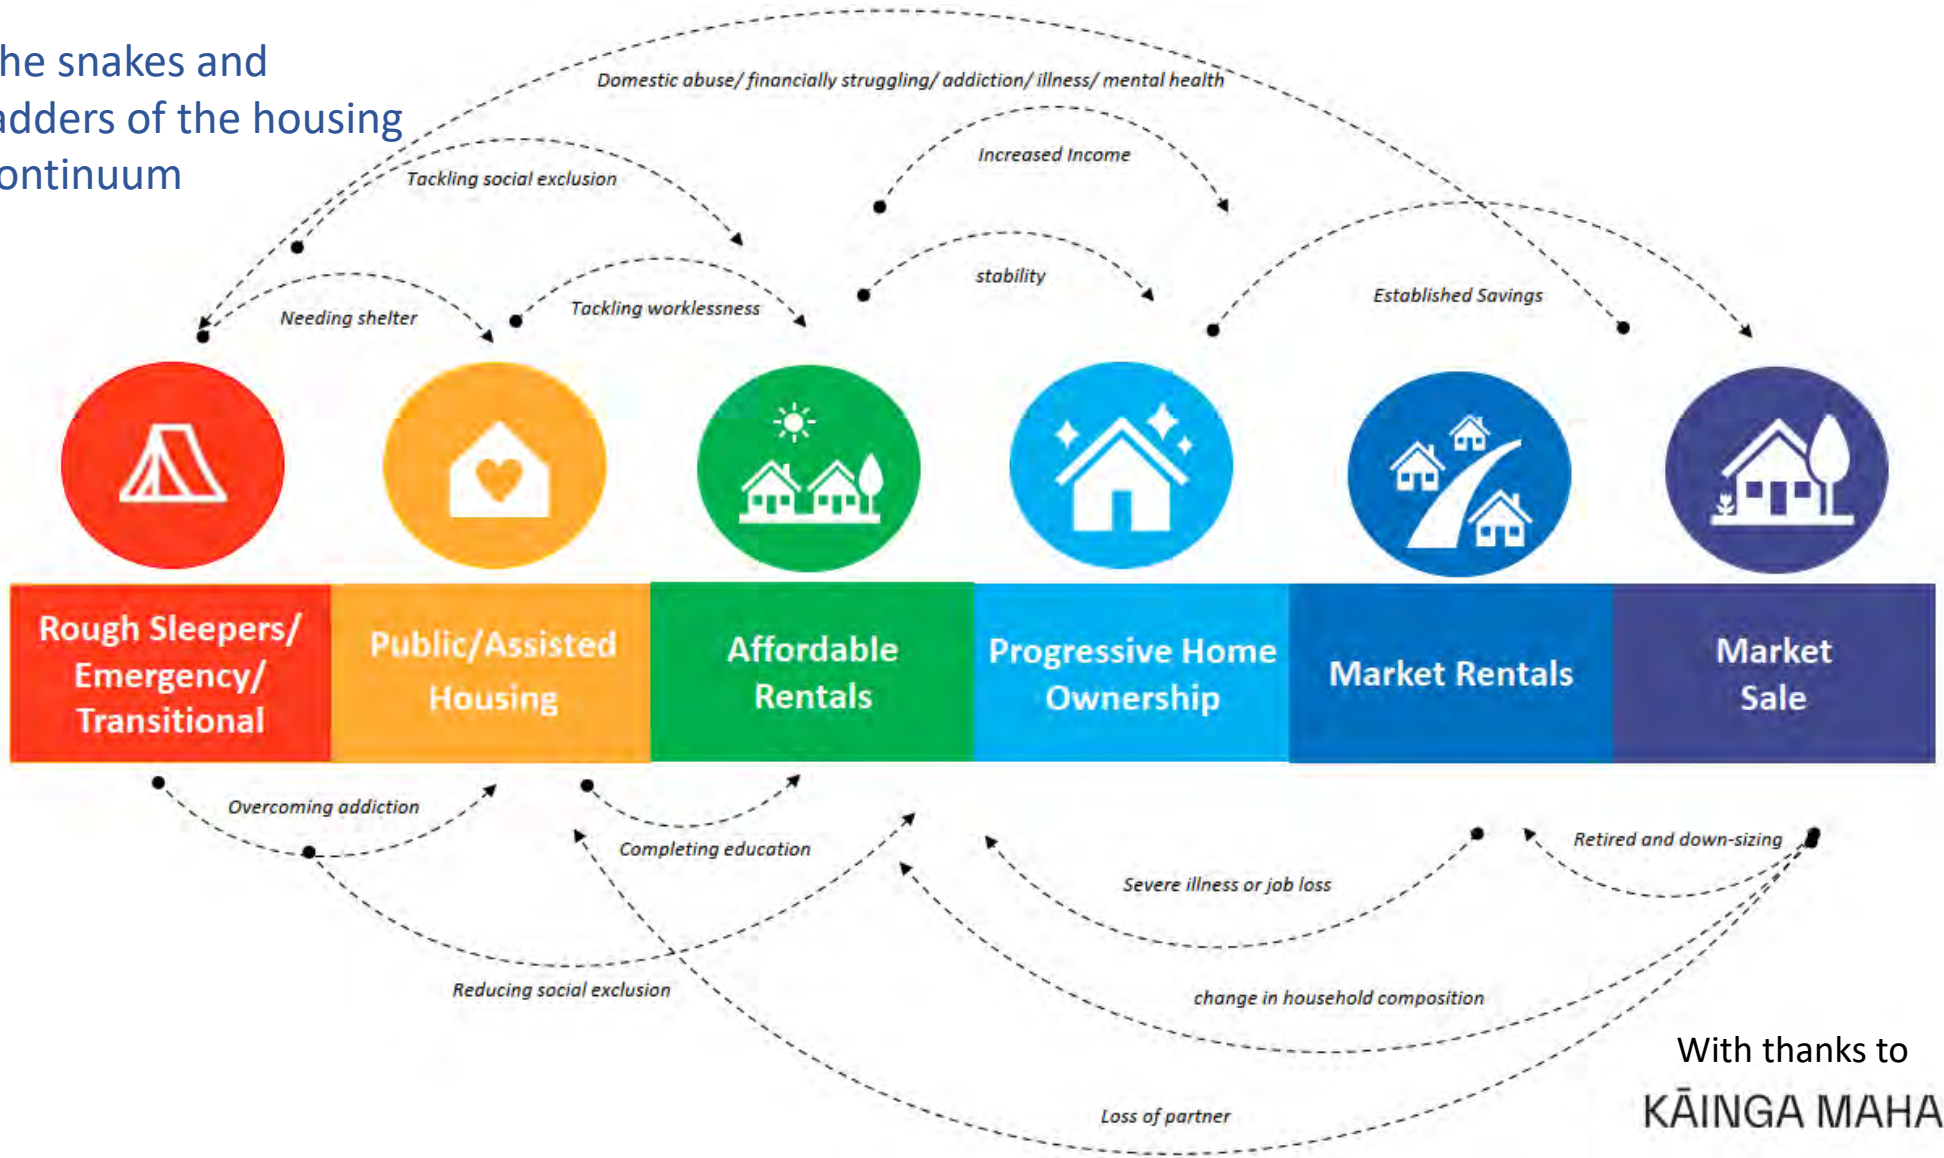 he snakes and
adders of the housing
ontinuum
Domestic abuse/ financially struggling/ addiction/ illness/ mental health
Increased Income
Tackling social exclusion
stability
Established Savings
Needing shelter
Tackling worklessness
Rough Sleepers/
Emergency/
Transitional
Public/Assisted
Housing
Affordable
Rentals
Progressive Home
Ownership
Market Rentals
Market
Sale
Overcoming addiction
Completing education
Retired and down-sizing
Severe illness or job loss
Reducing social exclusion
change in household composition
Loss of partner
With thanks to
KĀINGA MAHA